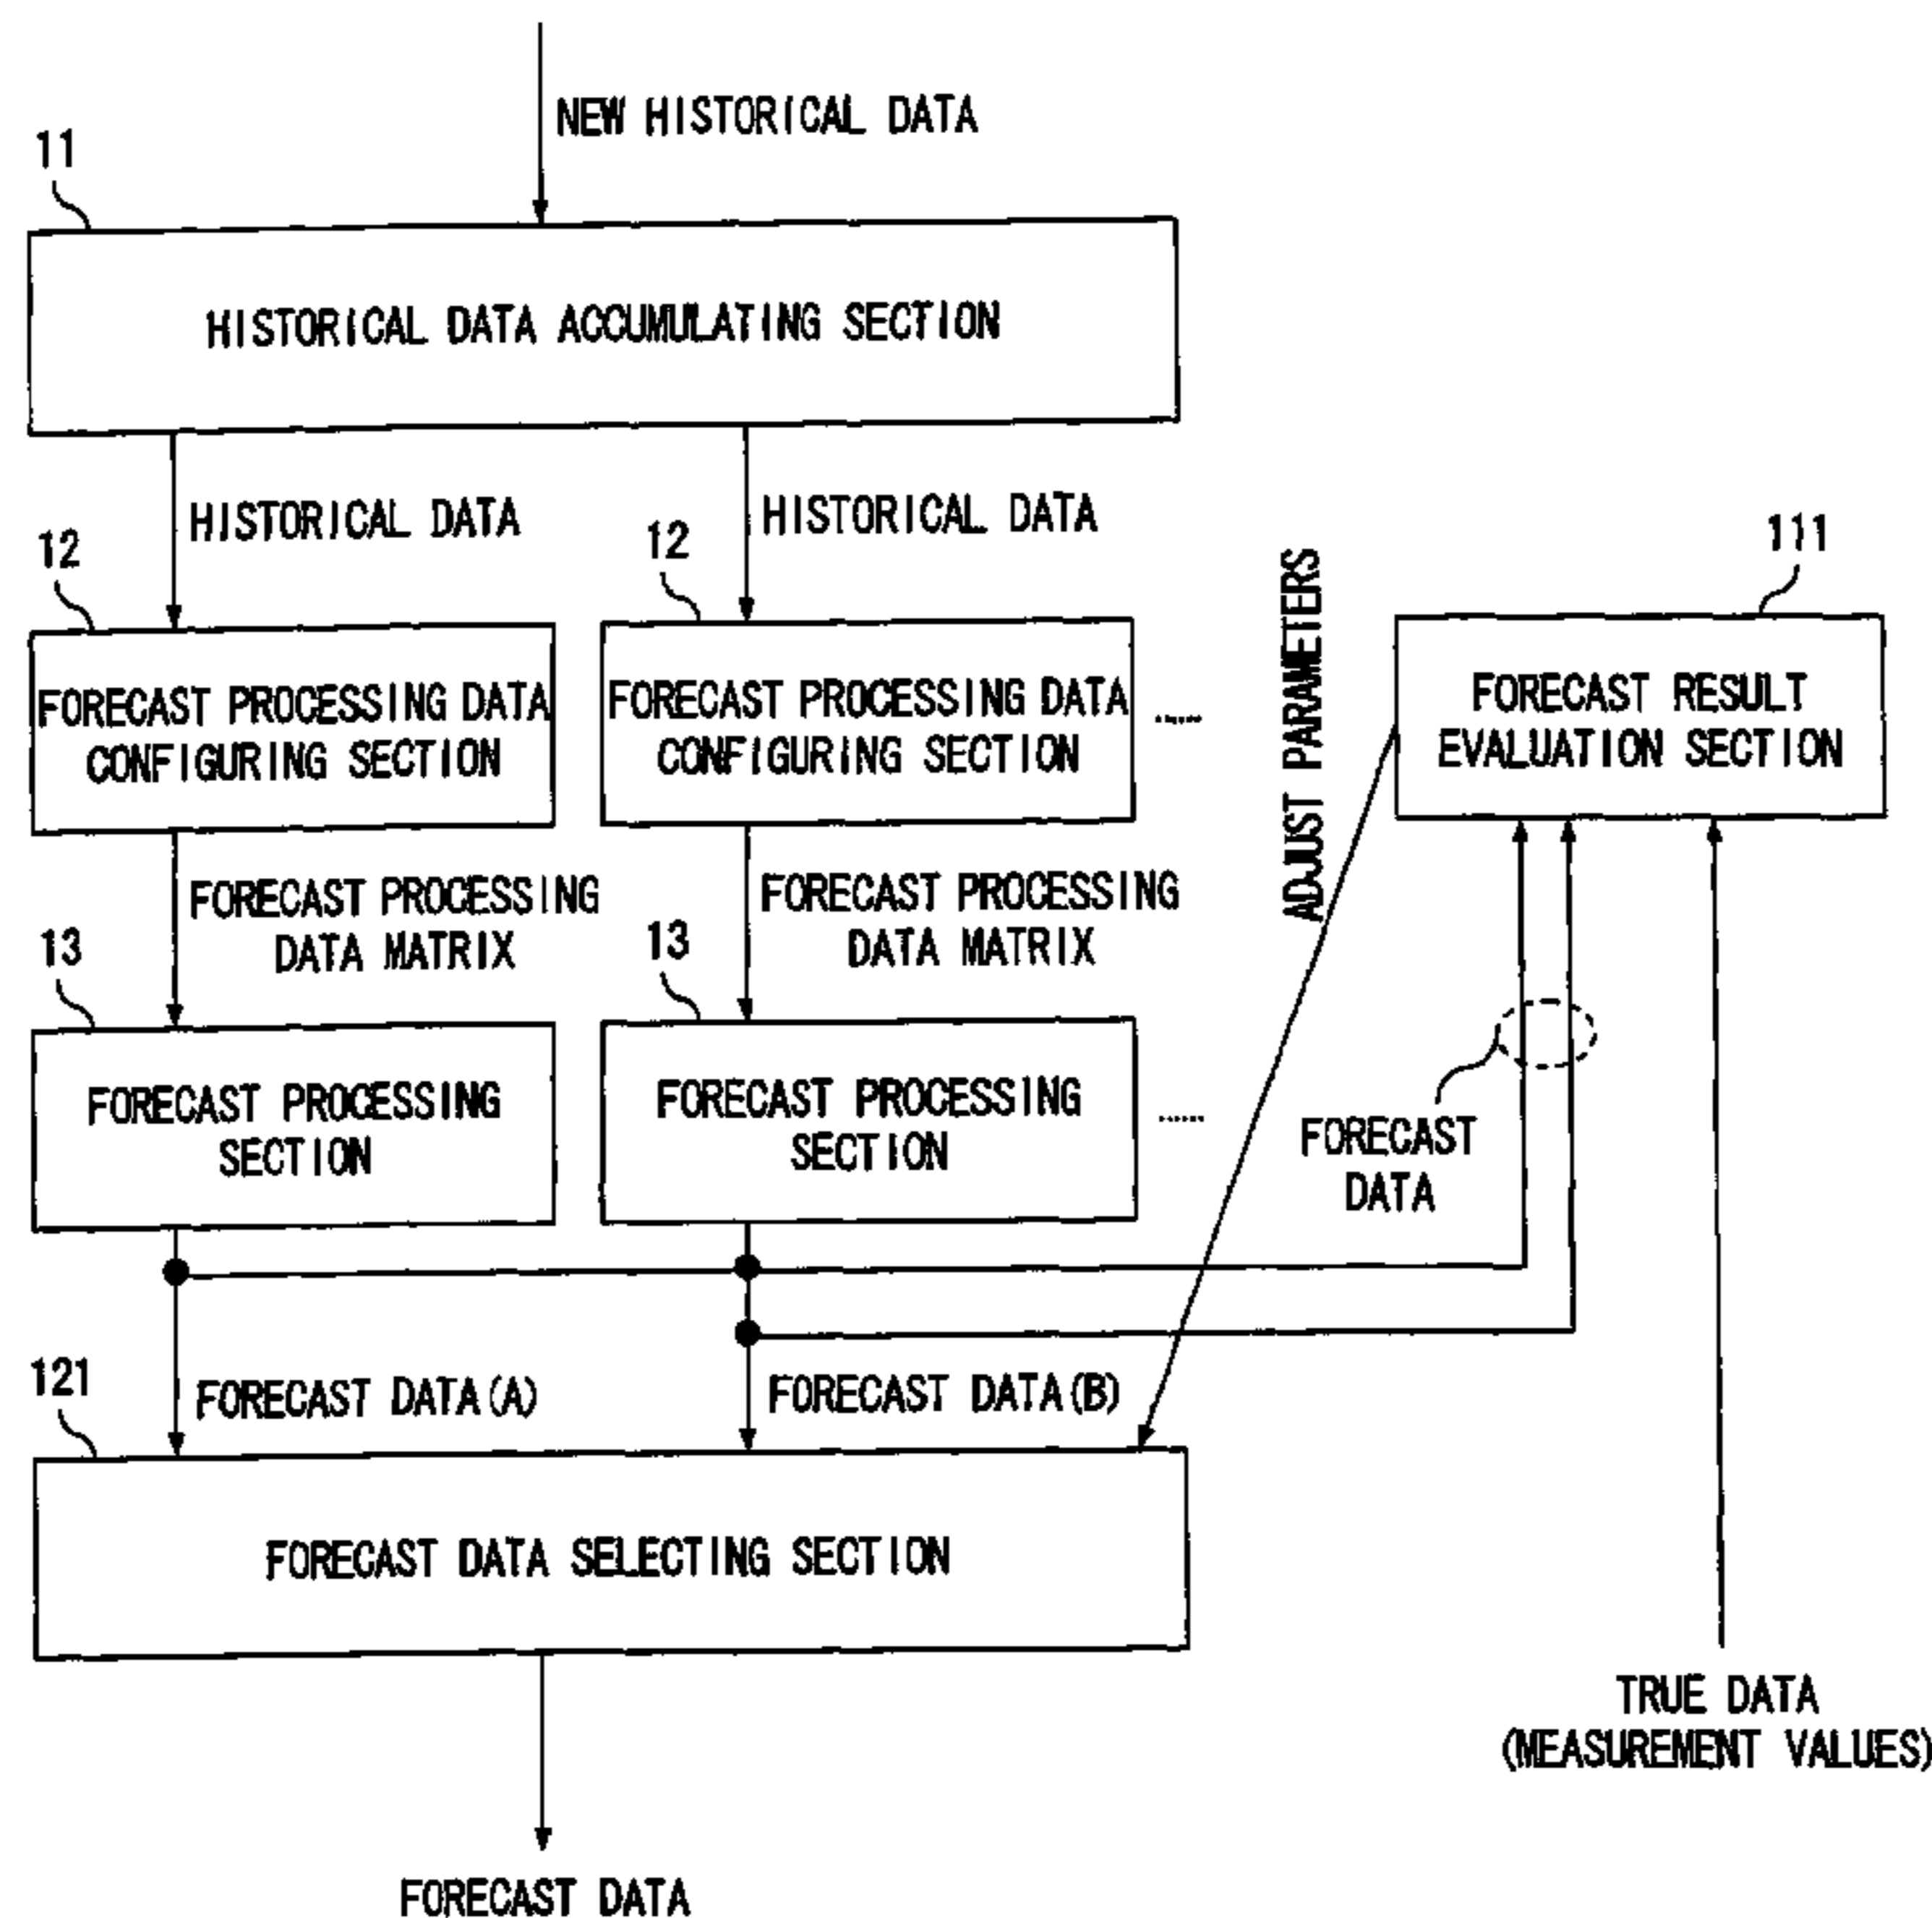 NEW HISTORICAL DATA
11
HISTORICAL DATA ACCUMULATING SECTION
HISTORICAL DATA
HISTORICAL DATA
12
12
111
FORECAST PROCESSING DATA
CONFIGURING SECTION
FORECAST PROCESSING DATA
CONFIGURING SECTION
......
ADJUST PARAMETERS
FORECAST RESULT
EVALUATION SECTION
FORECAST PROCESSING
DATA MATRIX
FORECAST PROCESSING
DATA MATRIX
13
13
FORECAST PROCESSING
SECTION
FORECAST PROCESSING
SECTION
......
FORECAST
DATA
121
FORECAST DATA(A)
FORECAST DATA(B)
FORECAST DATA SELECTING SECTION
TRUE DATA
(MEASUREMENT VALUES)
FORECAST DATA